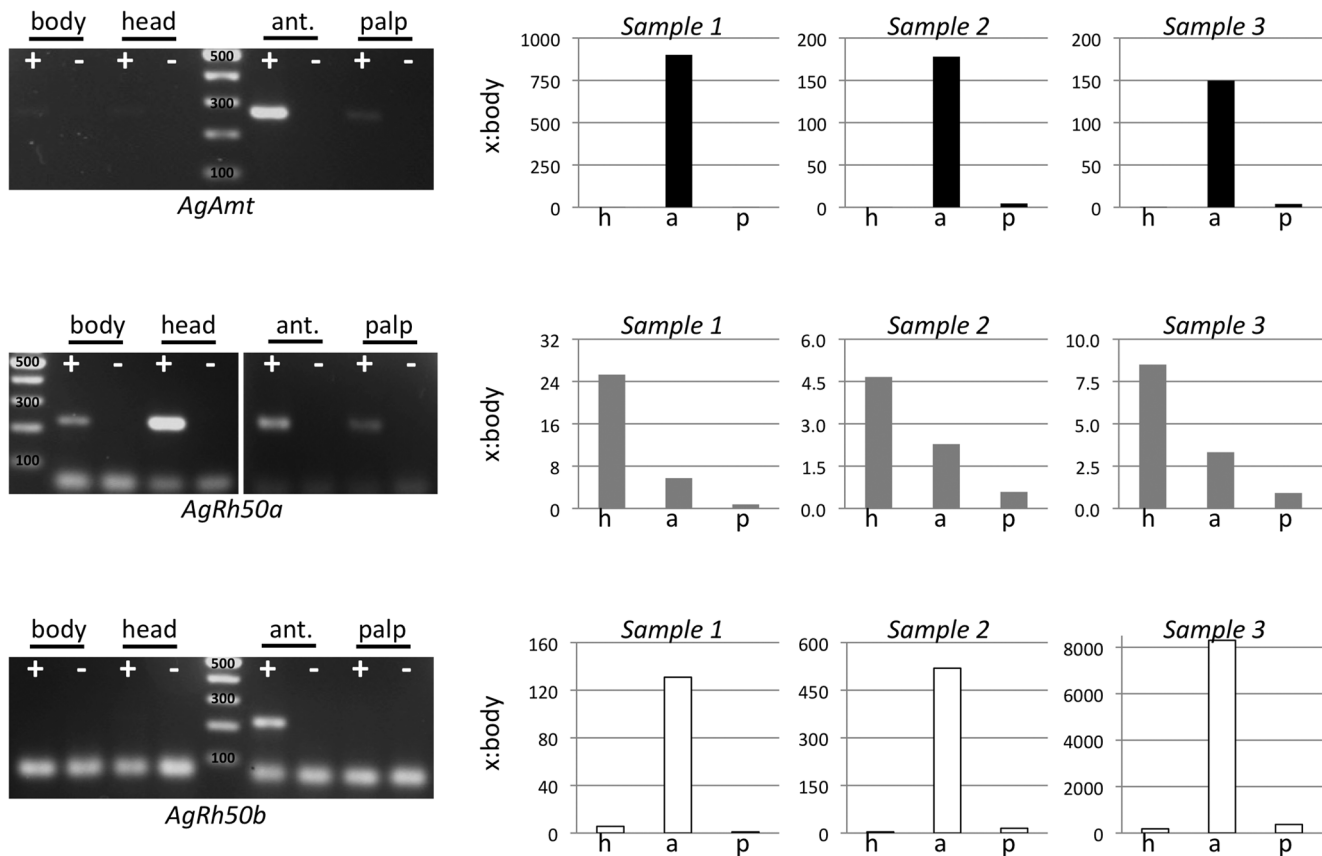 body head ant. palp
+ - + - 500 + - + -
300
100
AgAmt
Sample 1 Sample 2 Sample 3
x:body
1000 750 500 250 0
h a p
200 150 100 50 0
h a p
200 150 100 50 0
h a p
body head ant. palp
500 + - + - + - + -
300
100
AgRh50a
Sample 1 Sample 2 Sample 3
x:body
32 24 16 8 0
h a p
6.0 4.5 3.0 1.5 0.0
h a p
10.0 7.5 5.0 2.5 0.0
h a p
body head ant. palp
+ - + - 500 + - + -
300
100
AgRh50b
Sample 1 Sample 2 Sample 3
x:body
160 120 80 40 0
h a p
600 450 300 150 0
h a p
8000 6000 4000 2000 0
h a p